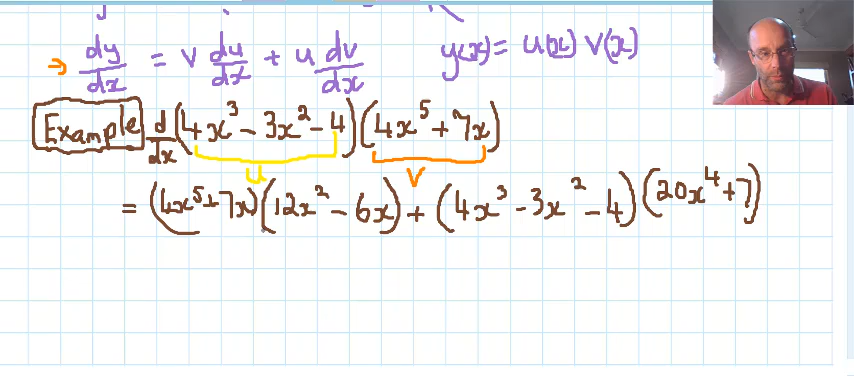 ⇒ dy/dx = v du/dx + u dv/dx y(x) = u(x) v(x)
Example d/dx (4x³ - 3x² - 4)(4x⁵ + 7x)
u v
= (4x⁵ + 7x)(12x² - 6x) + (4x³ - 3x² - 4)(20x⁴ + 7)